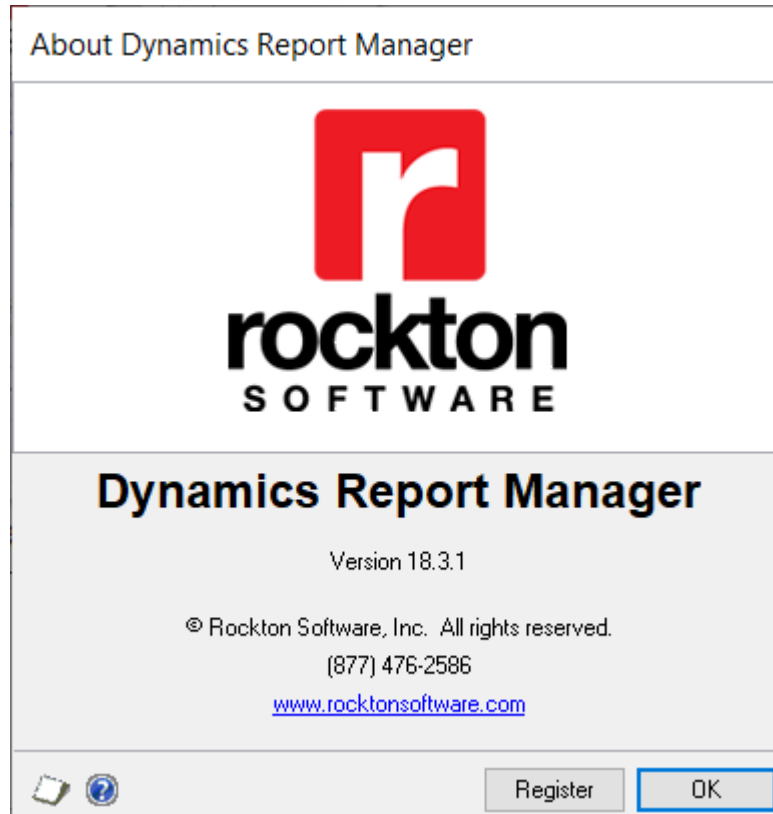 About Dynamics Report Manager
r
rockton
SOFTWARE
Dynamics Report Manager
Version 18.3.1
© Rockton Software, Inc.  All rights reserved.
(877) 476-2586
www.rocktonsoftware.com
Register
OK